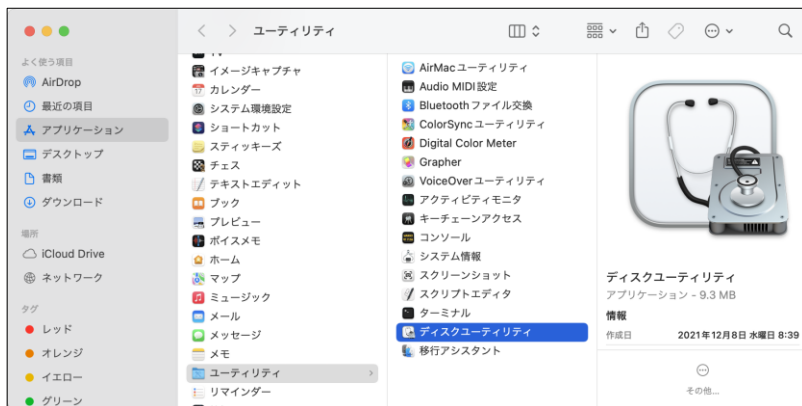 ユーティリティ
よく使う項目
AirDrop
最近の項目
アプリケーション
デスクトップ
書類
ダウンロード
場所
iCloud Drive
ネットワーク
タグ
レッド
オレンジ
イエロー
グリーン
TV
イメージキャプチャ
カレンダー
システム環境設定
ショートカット
スティッキーズ
チェス
テキストエディット
ブック
プレビュー
ボイスメモ
ホーム
マップ
ミュージック
メール
メッセージ
メモ
ユーティリティ
リマインダー
AirMac ユーティリティ
Audio MIDI 設定
Bluetooth ファイル交換
ColorSync ユーティリティ
Digital Color Meter
Grapher
VoiceOver ユーティリティ
アクティビティモニタ
キーチェーンアクセス
コンソール
システム情報
スクリーンショット
スクリプトエディタ
ターミナル
ディスクユーティリティ
移行アシスタント
ディスクユーティリティ
アプリケーション - 9.3 MB
情報
作成日 2021年12月8日 水曜日 8:39
その他...